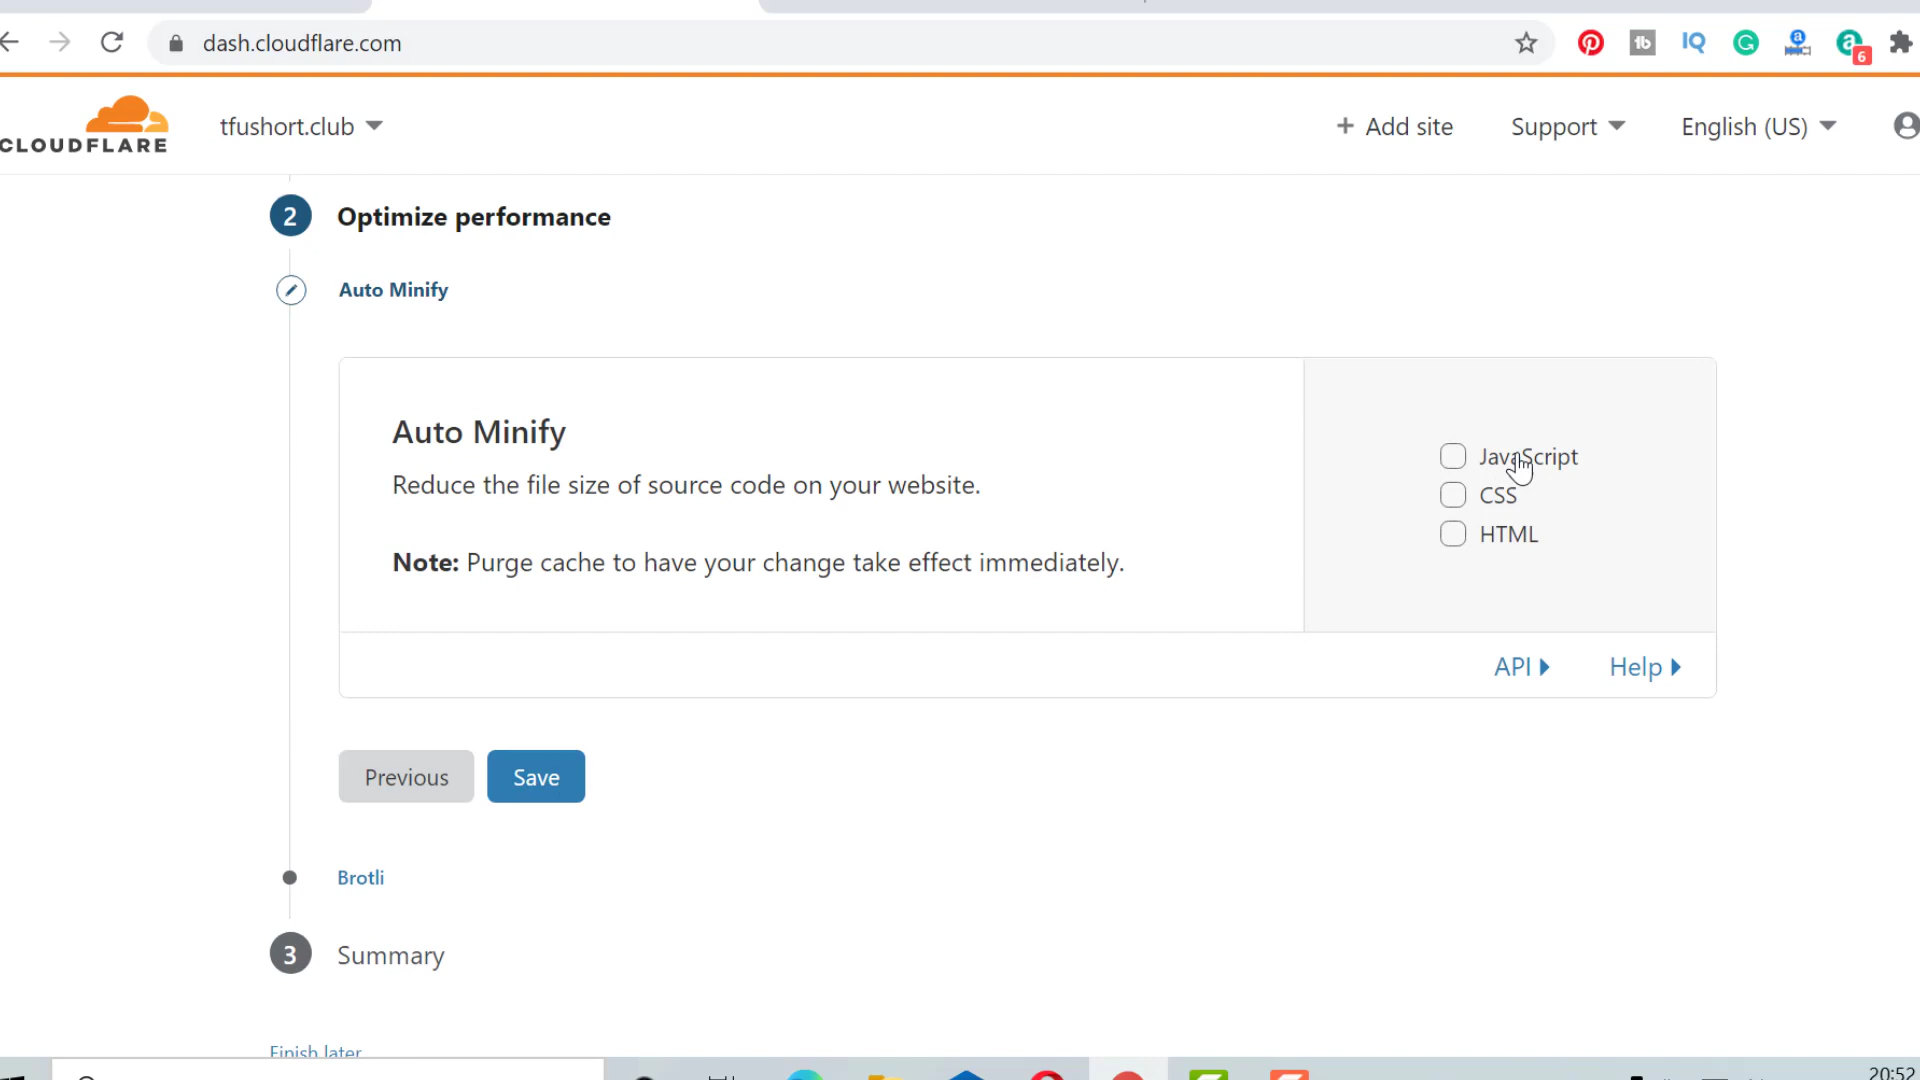 dash.cloudflare.com
6
CLOUDFLARE
tfushort.club
+ Add site
Support
English (US)
2
Optimize performance
Auto Minify
Auto Minify
Reduce the file size of source code on your website.
Note: Purge cache to have your change take effect immediately.
JavaScript
CSS
HTML
API
Help
Previous
Save
Brotli
3
Summary
Finish later
20:52